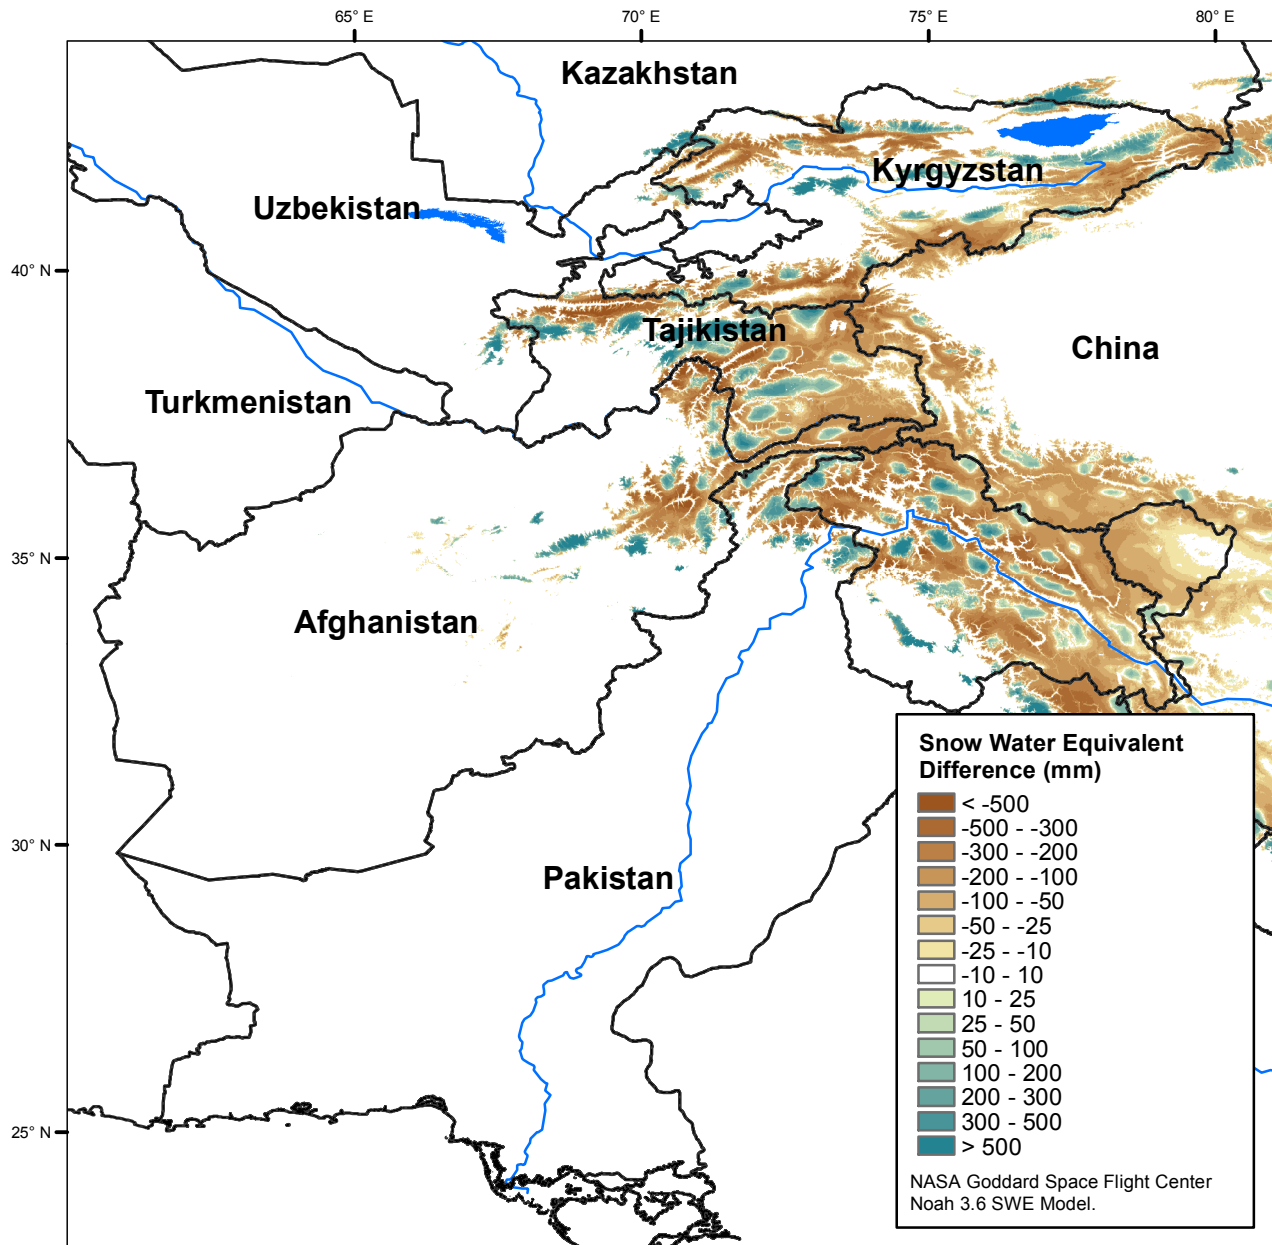 65° E
70° E
75° E
80° E
Kazakhstan
Kyrgyzstan
Uzbekistan
40° N
Tajikistan
China
Turkmenistan
35° N
Afghanistan
Snow Water Equivalent
Difference (mm)
< -500
-500 - -300
-300 - -200
-200 - -100
-100 - -50
-50 - -25
-25 - -10
-10 - 10
10 - 25
25 - 50
50 - 100
100 - 200
200 - 300
300 - 500
> 500
NASA Goddard Space Flight Center
Noah 3.6 SWE Model.
30° N
Pakistan
25° N